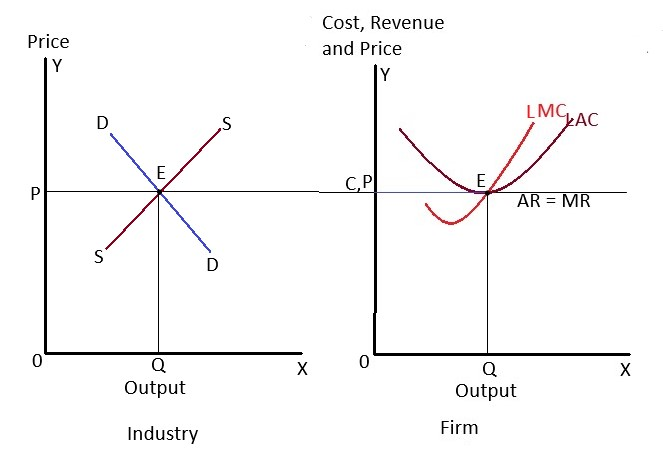 Price
Y
D
S
E
P
S
D
0
Q
X
Output
Industry
Cost, Revenue
and Price
Y
LMC
LAC
C,P
E
AR = MR
0
Q
X
Output
Firm